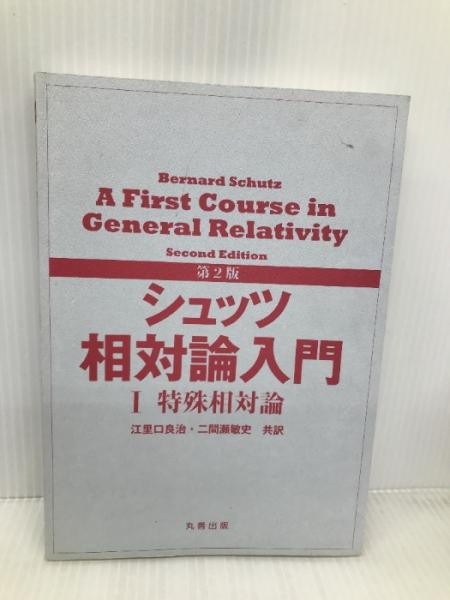 Bernard Schutz
A First Course in
General Relativity
Second Edition
第2版
シュッツ
相対論入門
I 特殊相対論
江里口良治・二間瀬敏史 共訳
丸善出版